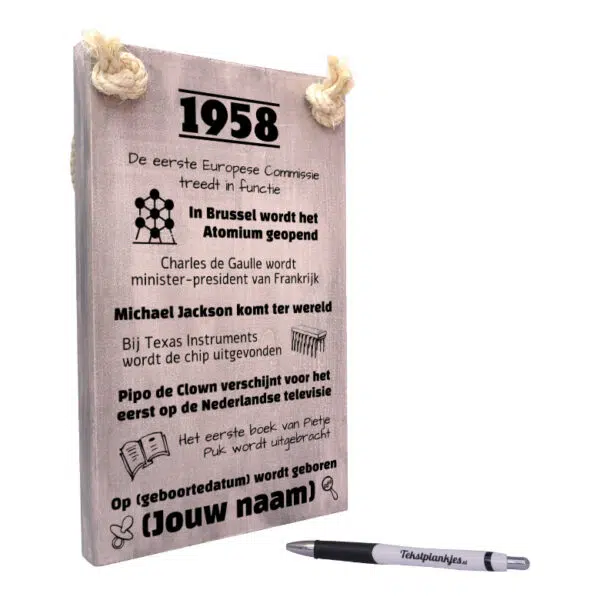 1958
De eerste Europese Commissie
treedt in functie
In Brussel wordt het
Atomium geopend
Charles de Gaulle wordt
minister-president van Frankrijk
Michael Jackson komt ter wereld
Bij Texas Instruments
wordt de chip uitgevonden
Pipo de Clown verschijnt voor het
eerst op de Nederlandse televisie
Het eerste boek van Pietje
Puk wordt uitgebracht
Op (geboortedatum) wordt geboren
(Jouw naam)
Tekstplankjes.nl